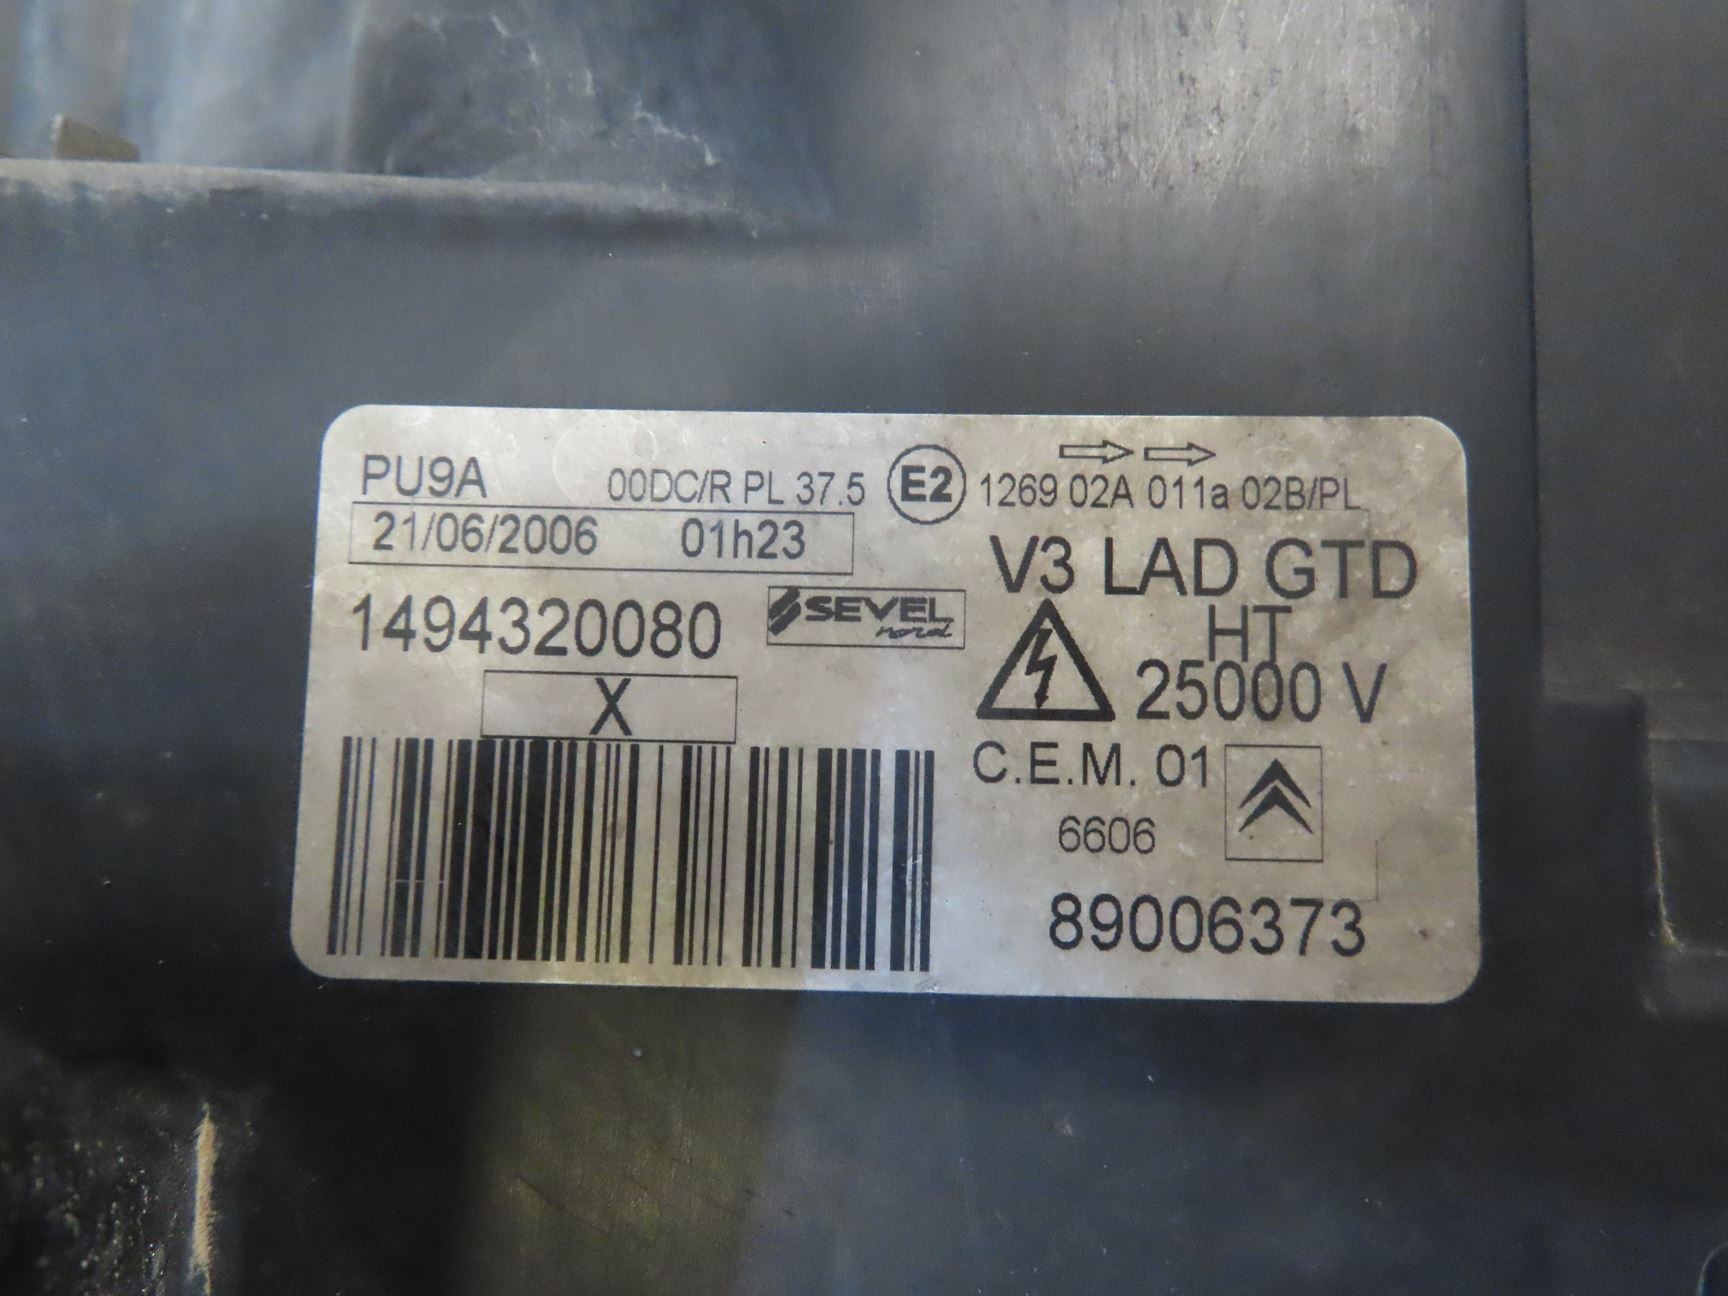 PU9A 00DC/R PL 37.5 E2 1269 02A 011a 02B/PL
21/06/2006 01h23
V3 LAD GTD
1494320080 SEVEL nord
HT
25000 V
X
C.E.M. 01
6606
89006373